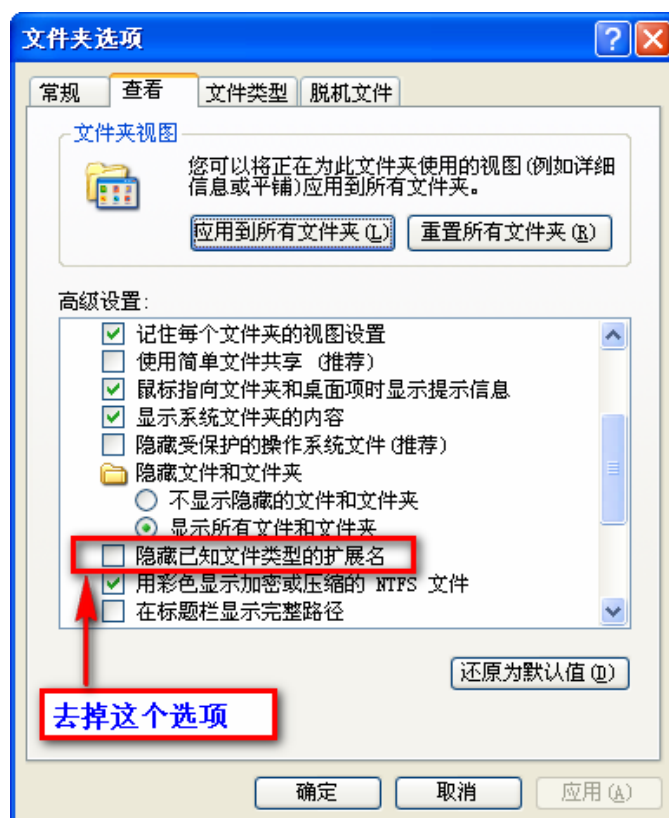 文件夹选项
常规 查看 文件类型 脱机文件
文件夹视图
您可以将正在为此文件夹使用的视图(例如详细
信息或平铺)应用到所有文件夹。
应用到所有文件夹(L) 重置所有文件夹(R)
高级设置:
记住每个文件夹的视图设置
使用简单文件共享 (推荐)
鼠标指向文件夹和桌面项时显示提示信息
显示系统文件夹的内容
隐藏受保护的操作系统文件(推荐)
隐藏文件和文件夹
不显示隐藏的文件和文件夹
显示所有文件和文件夹
隐藏已知文件类型的扩展名
用彩色显示加密或压缩的 NTFS 文件
在标题栏显示完整路径
还原为默认值(D)
去掉这个选项
确定 取消 应用(A)